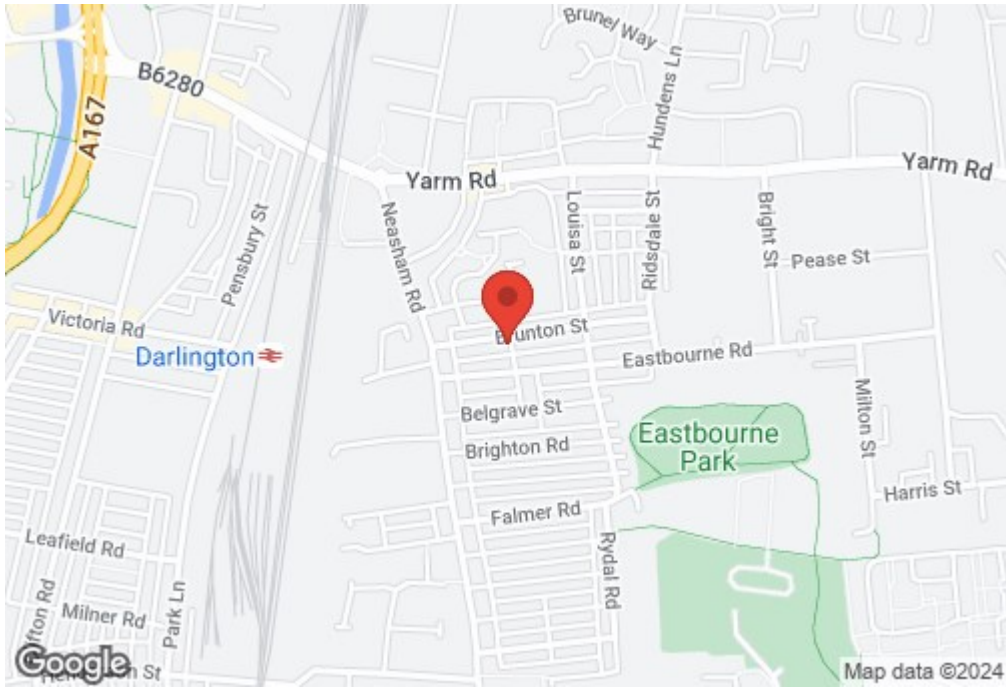 Brunel Way
Hundens Ln
B6280
A167
Yarm Rd
Yarm Rd
Neasham Rd
Pensbury St
Louisa St
Ridsdale St
Bright St
Pease St
Victoria Rd
Darlington
Brunton St
Eastbourne Rd
Belgrave St
Milton St
Brighton Rd
Eastbourne
Park
Harris St
Falmer Rd
Leafield Rd
Rydal Rd
Park Ln
Milner Rd
Google
Map data ©2024